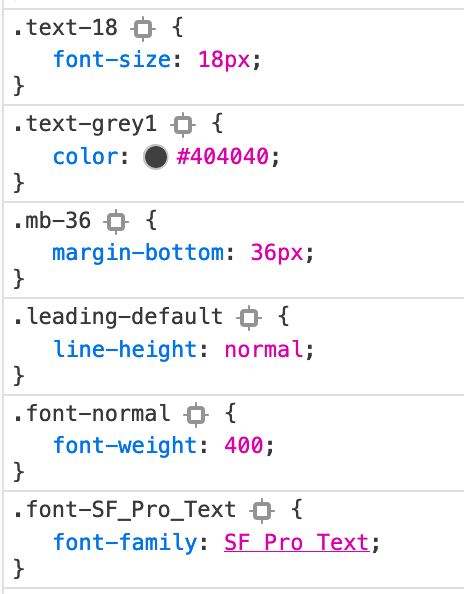 .text-18 {
font-size: 18px;
}
.text-grey1 {
color: #404040;
}
.mb-36 {
margin-bottom: 36px;
}
.leading-default {
line-height: normal;
}
.font-normal {
font-weight: 400;
}
.font-SF_Pro_Text {
font-family: SF Pro Text;
}